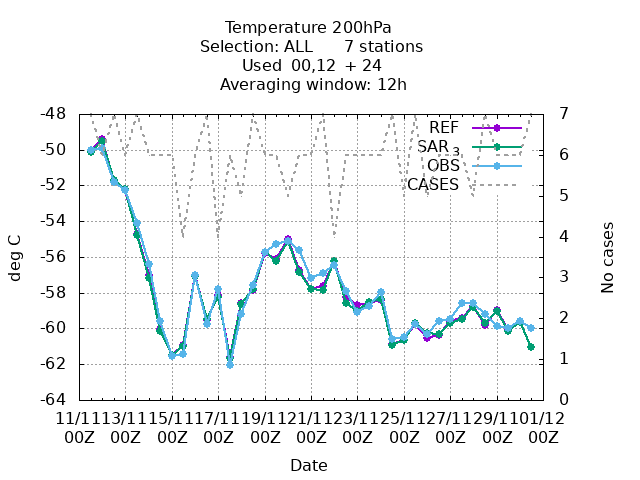 Temperature 200hPa
Selection: ALL 7 stations
Used 00,12 + 24
Averaging window: 12h
-48
-50
-52
-54
-56
-58
-60
-62
-64
deg C
7
6
5
4
3
2
1
0
No cases
REF
SAR 3
OBS
CASES
11/11 13/11 15/11 17/11 19/11 21/11 23/11 25/11 27/11 29/11 01/12
00Z 00Z 00Z 00Z 00Z 00Z 00Z 00Z 00Z 00Z 00Z
Date